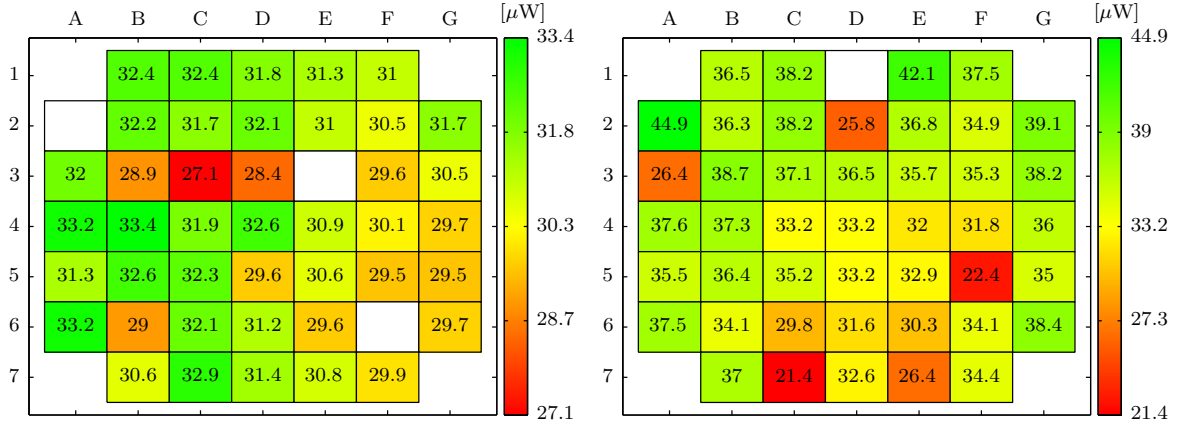 A B C D E F G [μW]
1 32.4 32.4 31.8 31.3 31
2 32.2 31.7 32.1 31 30.5 31.7
3 32 28.9 27.1 28.4 29.6 30.5
4 33.2 33.4 31.9 32.6 30.9 30.1 29.7
5 31.3 32.6 32.3 29.6 30.6 29.5 29.5
6 33.2 29 32.1 31.2 29.6 29.7
7 30.6 32.9 31.4 30.8 29.9
33.4
31.8
30.3
28.7
27.1
A B C D E F G [μW]
1 36.5 38.2 42.1 37.5
2 44.9 36.3 38.2 25.8 36.8 34.9 39.1
3 26.4 38.7 37.1 36.5 35.7 35.3 38.2
4 37.6 37.3 33.2 33.2 32 31.8 36
5 35.5 36.4 35.2 33.2 32.9 22.4 35
6 37.5 34.1 29.8 31.6 30.3 34.1 38.4
7 37 21.4 32.6 26.4 34.4
44.9
39
33.2
27.3
21.4